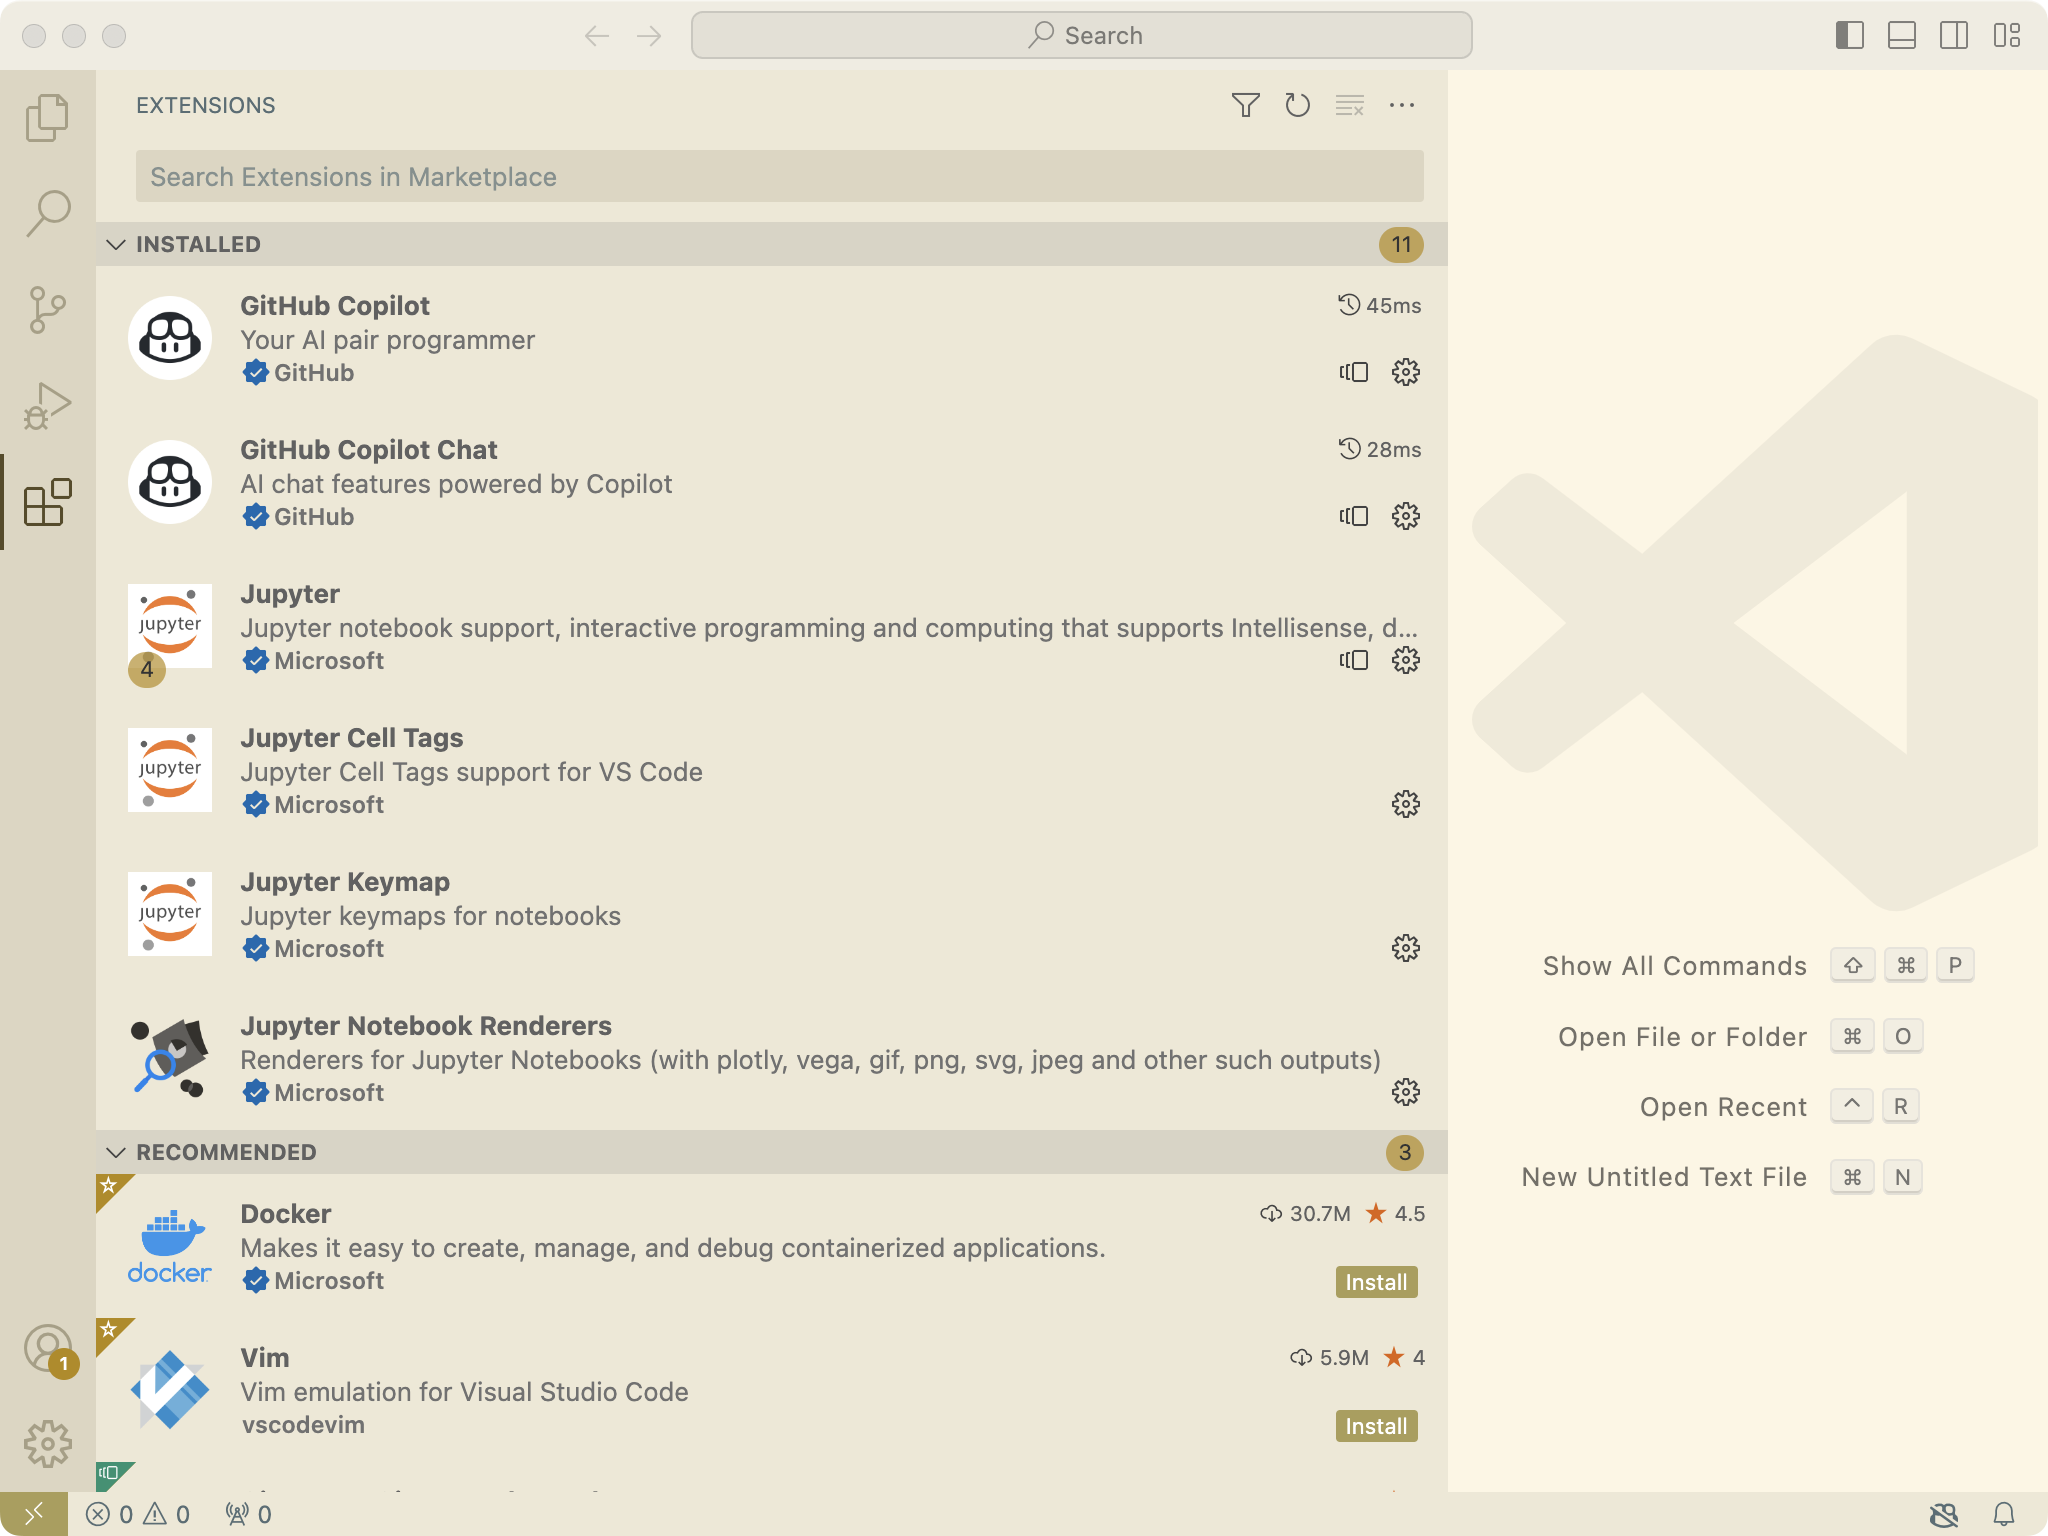 Search
EXTENSIONS
Search Extensions in Marketplace
INSTALLED 11
GitHub Copilot 45ms
Your AI pair programmer
GitHub
GitHub Copilot Chat 28ms
AI chat features powered by Copilot
GitHub
jupyter
4
Jupyter
Jupyter notebook support, interactive programming and computing that supports Intellisense, d...
Microsoft
jupyter
Jupyter Cell Tags
Jupyter Cell Tags support for VS Code
Microsoft
jupyter
Jupyter Keymap
Jupyter keymaps for notebooks
Microsoft
Jupyter Notebook Renderers
Renderers for Jupyter Notebooks (with plotly, vega, gif, png, svg, jpeg and other such outputs)
Microsoft
RECOMMENDED 3
docker
Docker 30.7M ★ 4.5
Makes it easy to create, manage, and debug containerized applications.
Microsoft Install
Vim 5.9M ★ 4
Vim emulation for Visual Studio Code
vscodevim Install
Show All Commands ⇧ ⌘ P
Open File or Folder ⌘ O
Open Recent ^ R
New Untitled Text File ⌘ N
1
0 0 0